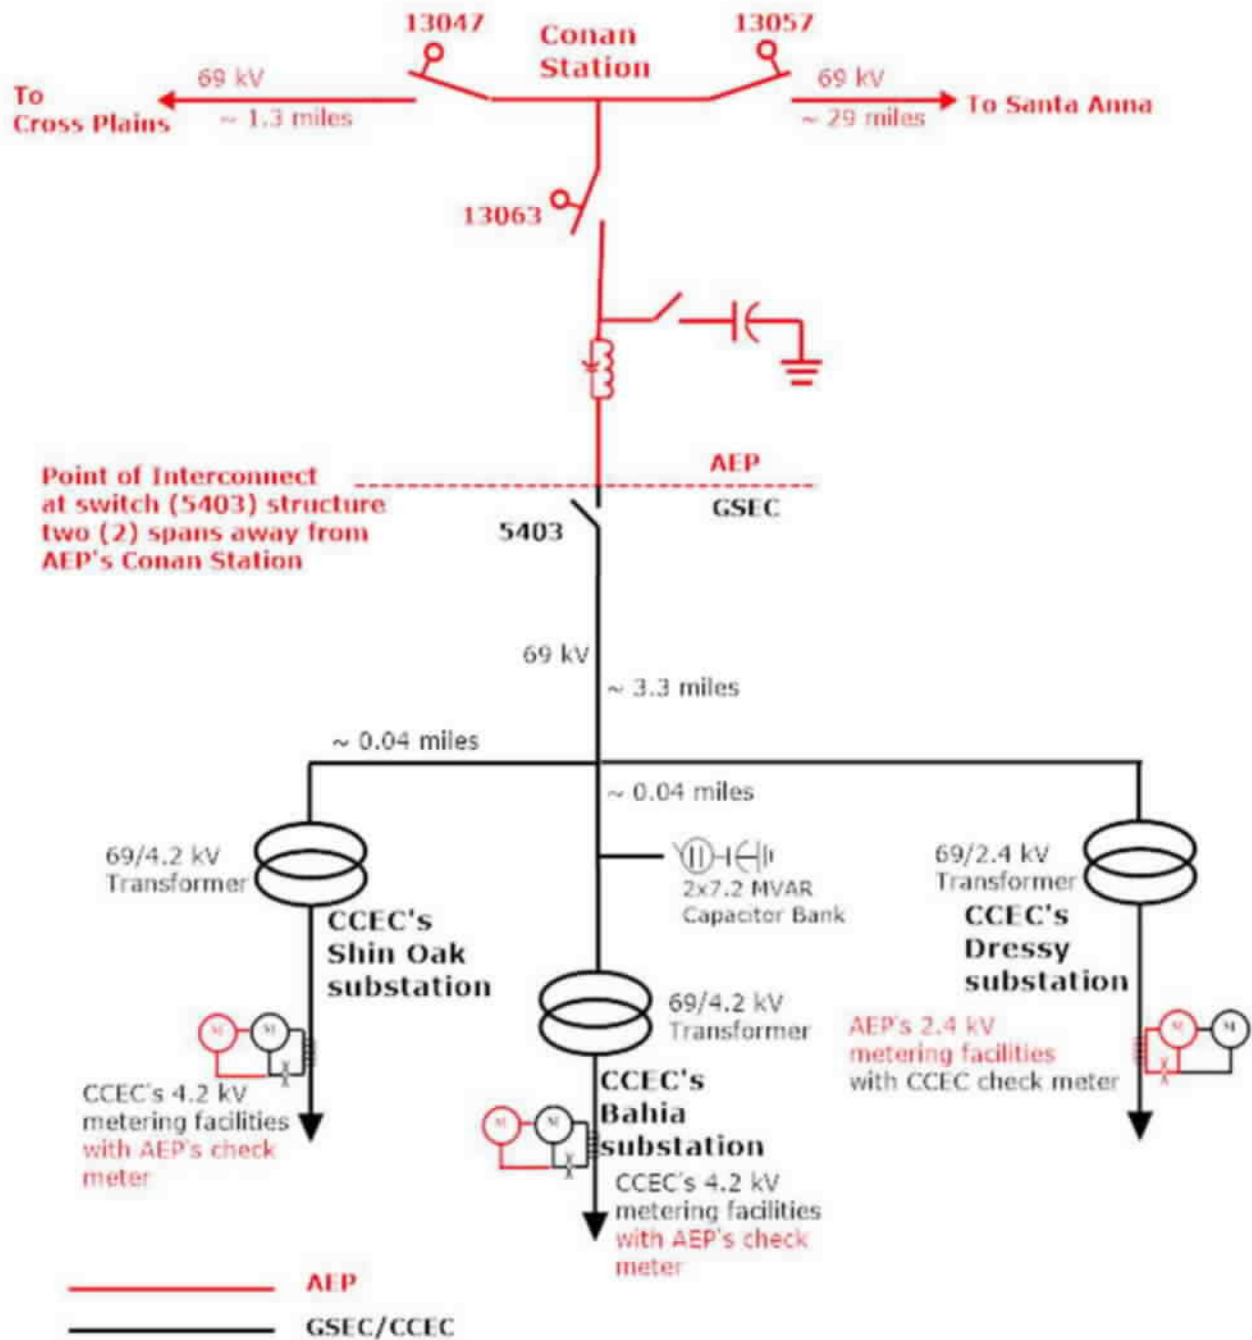 13047
Conan
Station
13057
69 kV
69 kV
To
Cross Plains
~ 1.3 miles
~ 29 miles
To Santa Anna
13063
Point of Interconnect
at switch (5403) structure
two (2) spans away from
AEP's Conan Station
AEP
GSEC
5403
69 kV
~ 3.3 miles
~ 0.04 miles
~ 0.04 miles
69/4.2 kV
Transformer
2x7.2 MVAR
Capacitor Bank
69/2.4 kV
Transformer
CCEC's
Shin Oak
substation
CCEC's
Dressy
substation
69/4.2 kV
Transformer
M
M
M
M
AEP's 2.4 kV
metering facilities
with CCEC check meter
CCEC's 4.2 kV
metering facilities
with AEP's check
meter
CCEC's
Bahia
substation
M
M
CCEC's 4.2 kV
metering facilities
with AEP's check
meter
AEP
GSEC/CCEC